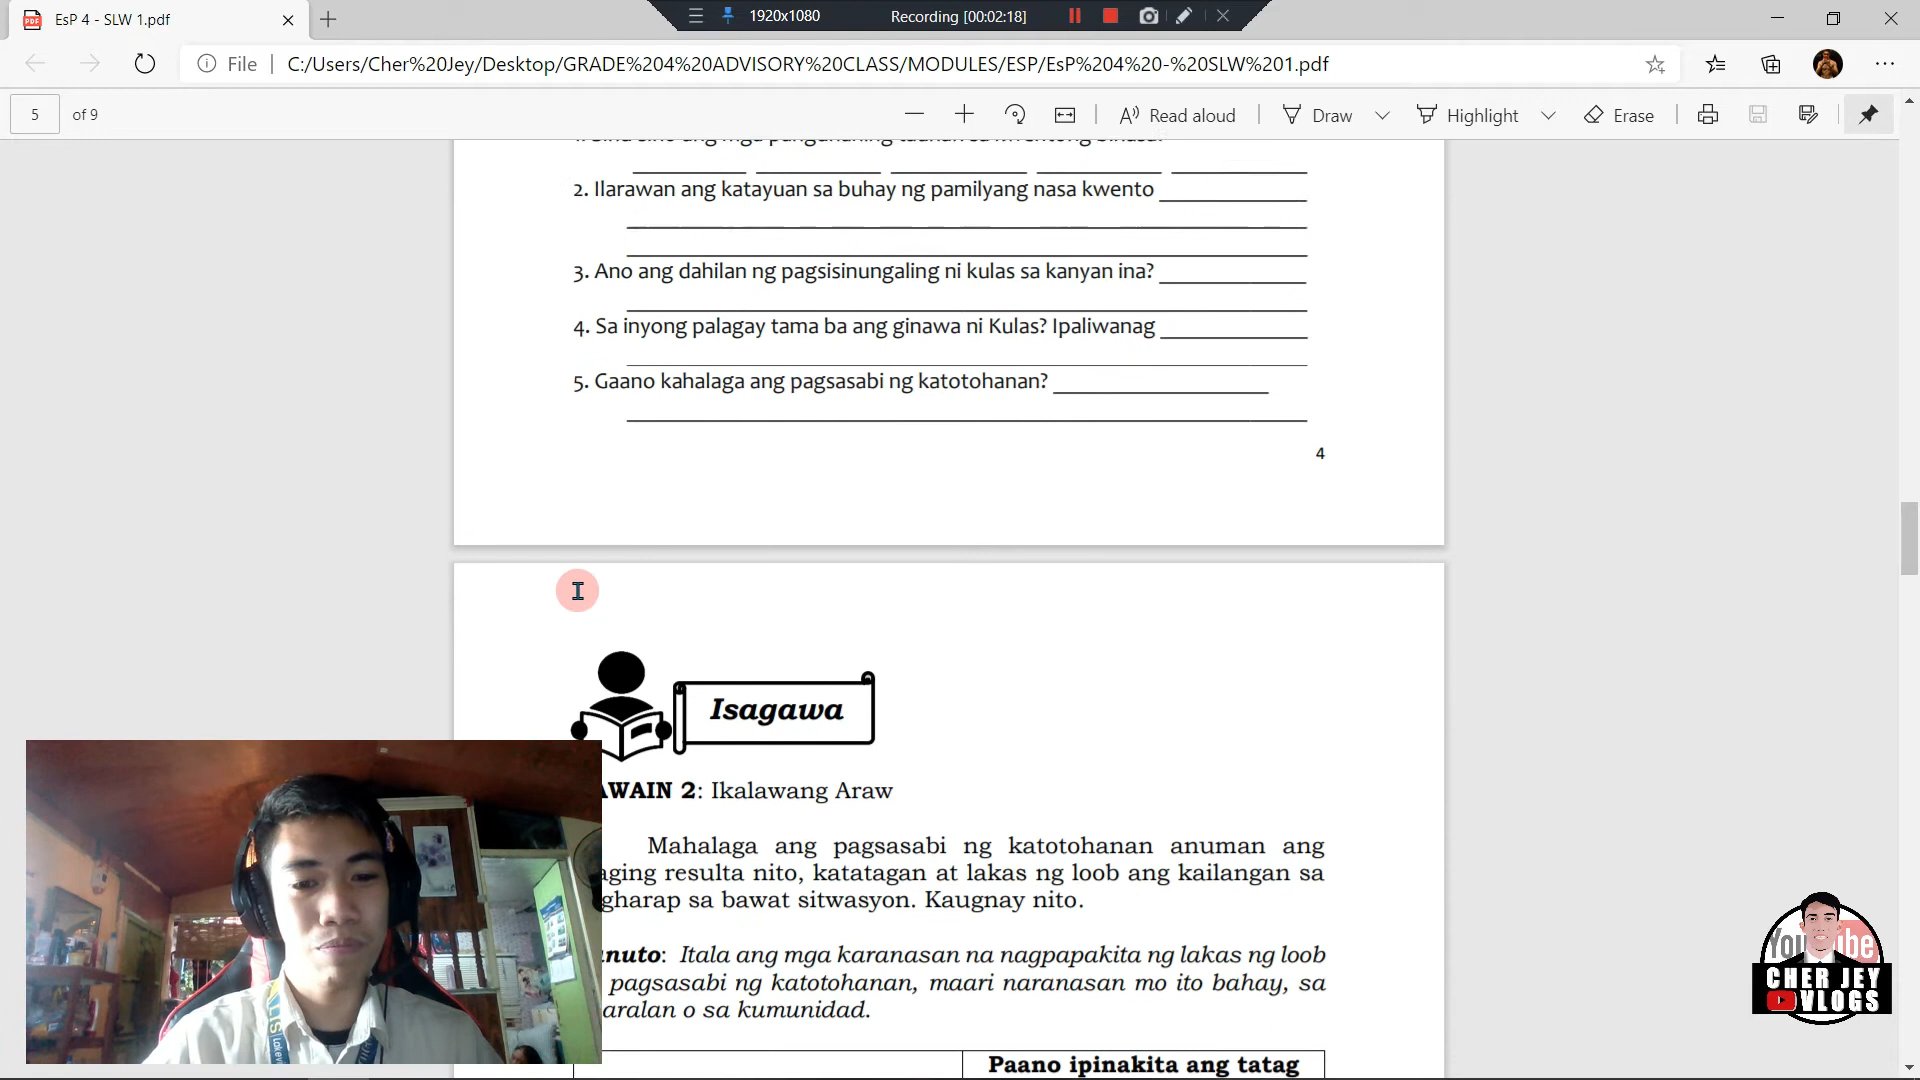 EsP 4 - SLW 1.pdf
1920x1080
Recording [00:02:18]
File
C:/Users/Cher%20Jey/Desktop/GRADE%204%20ADVISORY%20CLASS/MODULES/ESP/EsP%204%20-%20SLW%201.pdf
5 of 9
Read aloud
Draw
Highlight
Erase
2. Ilarawan ang katayuan sa buhay ng pamilyang nasa kwento
3. Ano ang dahilan ng pagsisinungaling ni kulas sa kanyan ina?
4. Sa inyong palagay tama ba ang ginawa ni Kulas? Ipaliwanag
5. Gaano kahalaga ang pagsasabi ng katotohanan?
4
Isagawa
AWAIN 2: Ikalawang Araw
Mahalaga ang pagsasabi ng katotohanan anuman ang
aging resulta nito, katatagan at lakas ng loob ang kailangan sa
gharap sa bawat sitwasyon. Kaugnay nito.
nuto: Itala ang mga karanasan na nagpapakita ng lakas ng loob
pagsasabi ng katotohanan, maari naranasan mo ito bahay, sa
aralan o sa kumunidad.
Paano ipinakita ang tatag
CHER JEY
VLOGS